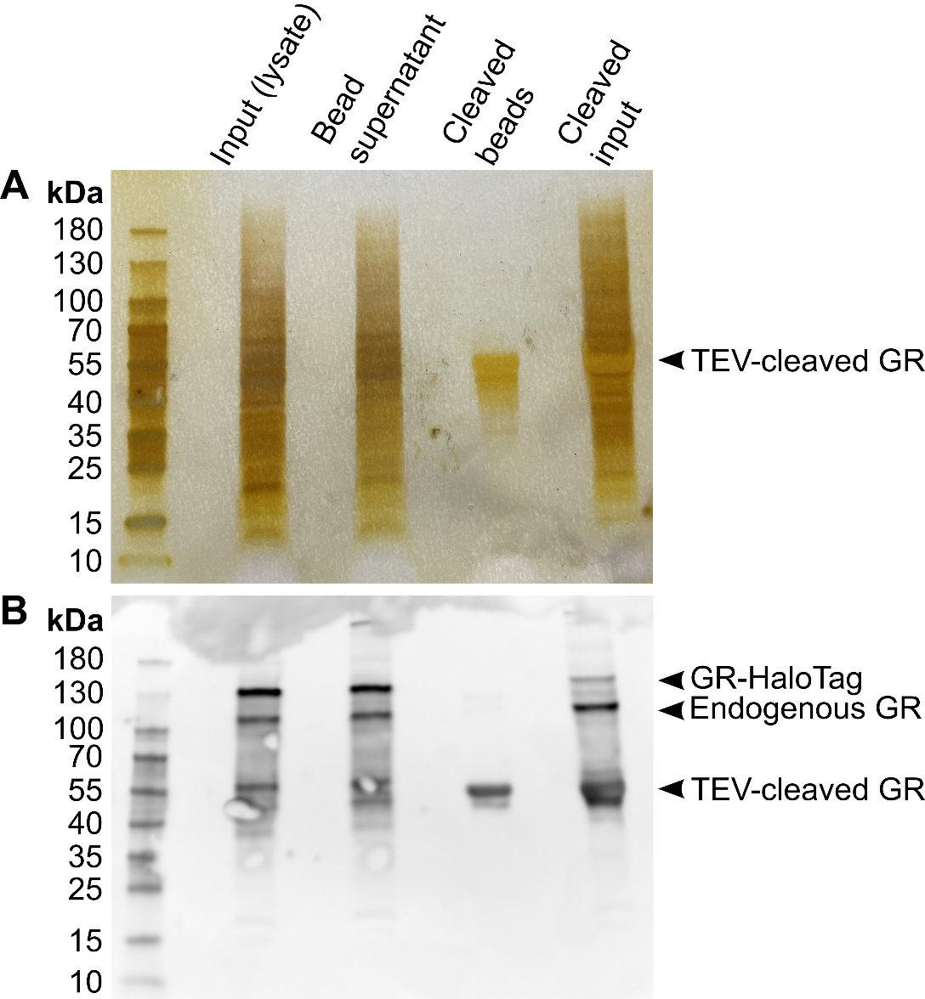 Input (lysate)
Bead
supernatant
Cleaved
beads
Cleaved
input
A
kDa
180
130
100
70
55
40
35
25
15
10
TEV-cleaved GR
B
kDa
180
130
100
70
55
40
35
25
15
10
GR-HaloTag
Endogenous GR
TEV-cleaved GR